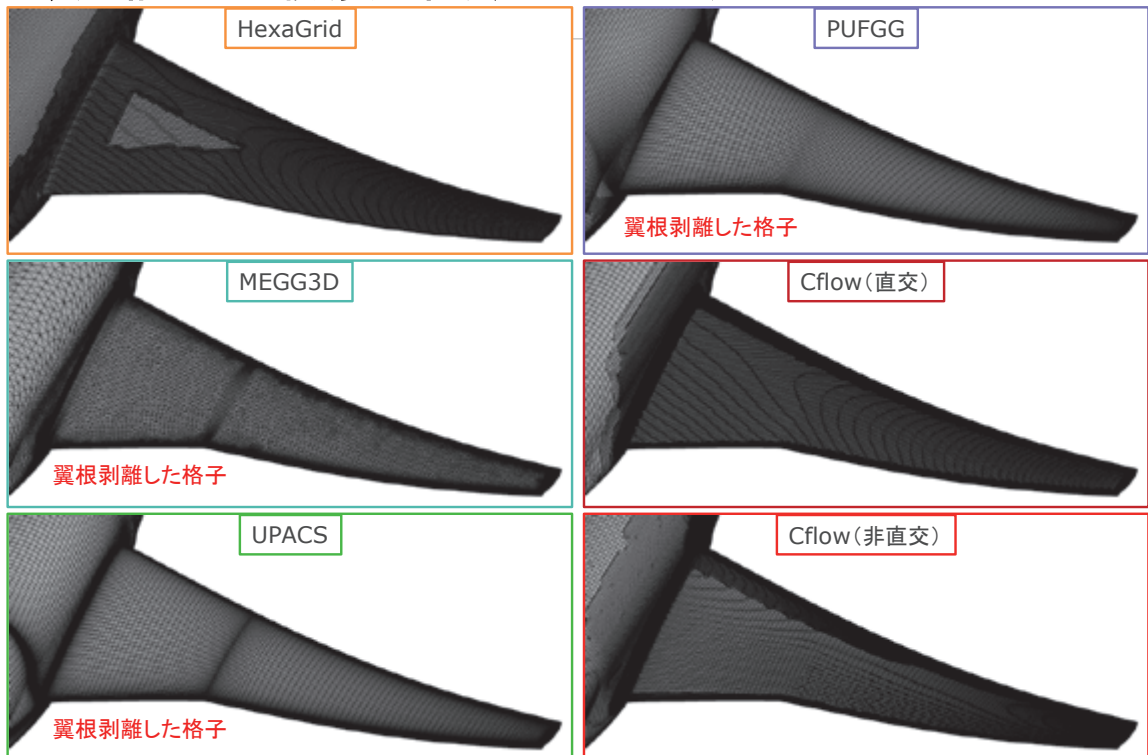 HexaGrid
PUFGG
翼根剥離した格子
MEGG3D
Cflow(直交)
翼根剥離した格子
UPACS
Cflow(非直交)
翼根剥離した格子